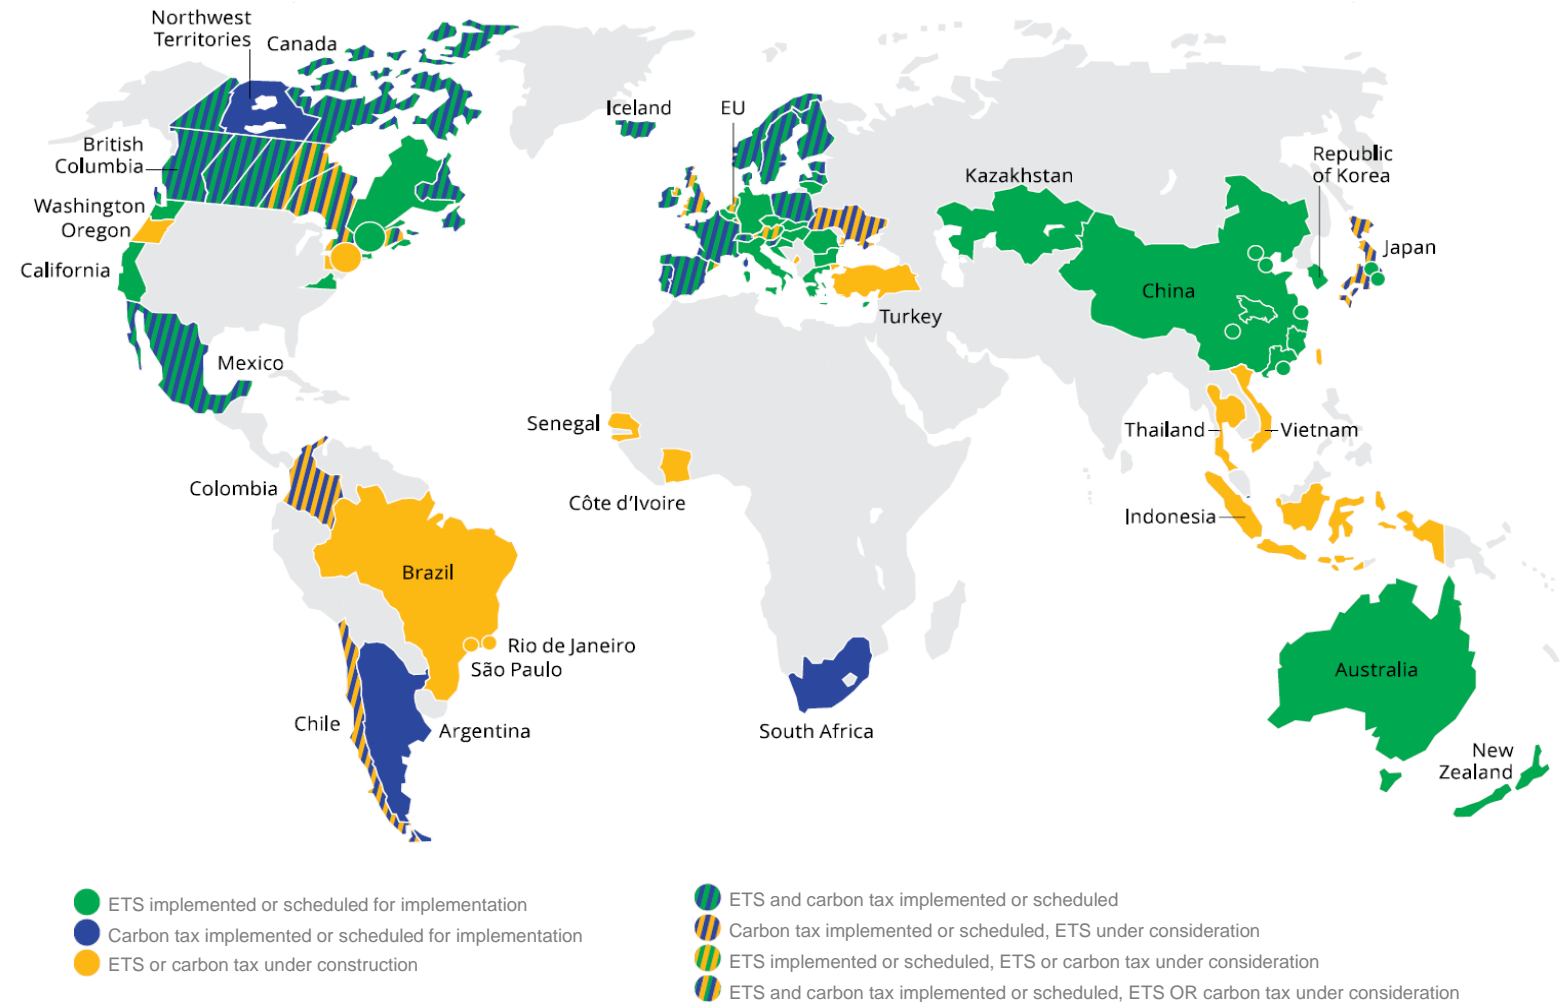 Northwest
Territories
Canada
British
Columbia
Washington
Oregon
California
Mexico
Colombia
Brazil
Rio de Janeiro
São Paulo
Chile
Argentina
Iceland
EU
Kazakhstan
Republic
of Korea
Japan
China
Turkey
Senegal
Côte d'Ivoire
Thailand
Vietnam
Indonesia
South Africa
Australia
New
Zealand
ETS implemented or scheduled for implementation
Carbon tax implemented or scheduled for implementation
ETS or carbon tax under construction
ETS and carbon tax implemented or scheduled
Carbon tax implemented or scheduled, ETS under consideration
ETS implemented or scheduled, ETS or carbon tax under consideration
ETS and carbon tax implemented or scheduled, ETS OR carbon tax under consideration